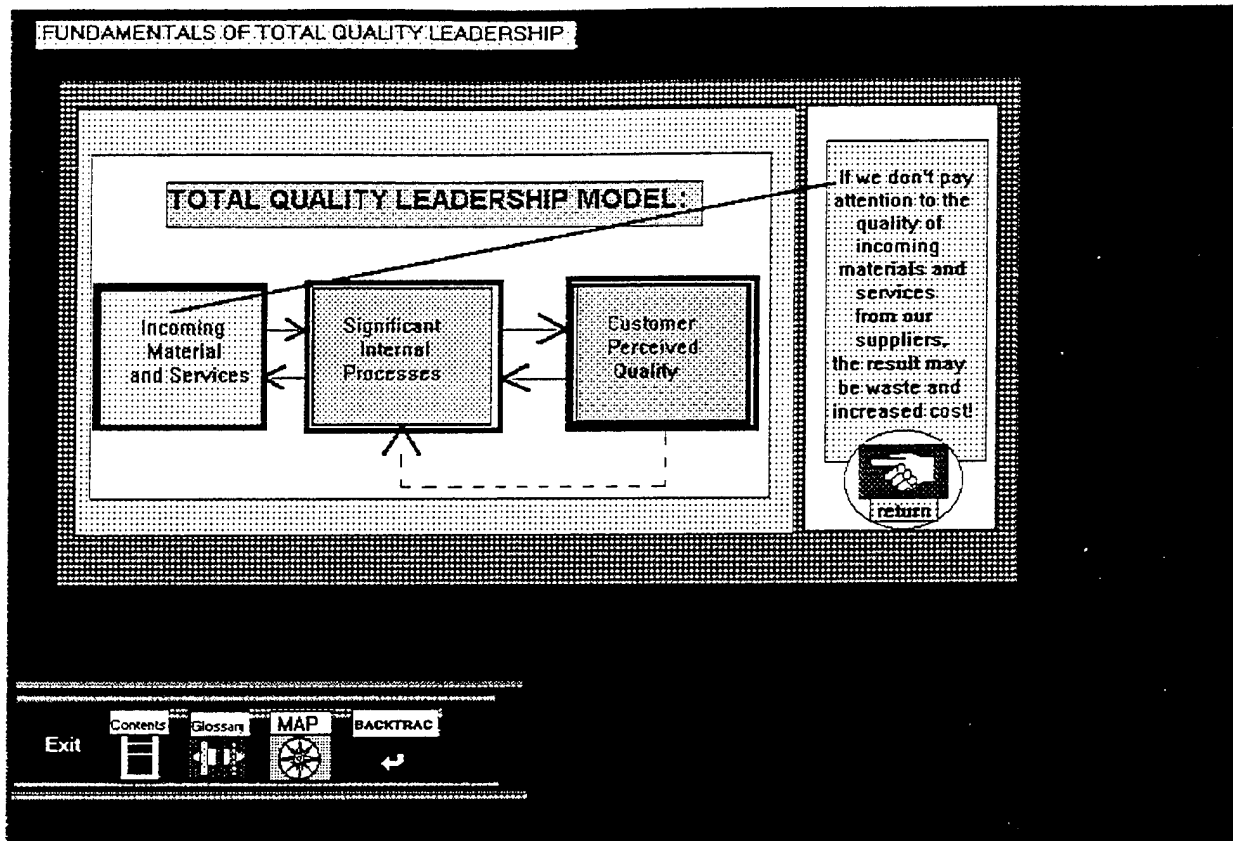 FUNDAMENTALS OF TOTAL QUALITY LEADERSHIP
TOTAL QUALITY LEADERSHIP MODEL:
Incoming
Material
and Services
Significant
Internal
Processes
Customer
Perceived
Quality
If we don't pay
attention to the
quality of
incoming
materials and
services
from our
suppliers,
the result may
be waste and
increased cost!
return
Exit
Contents
Glossary
MAP
BACKTRAC